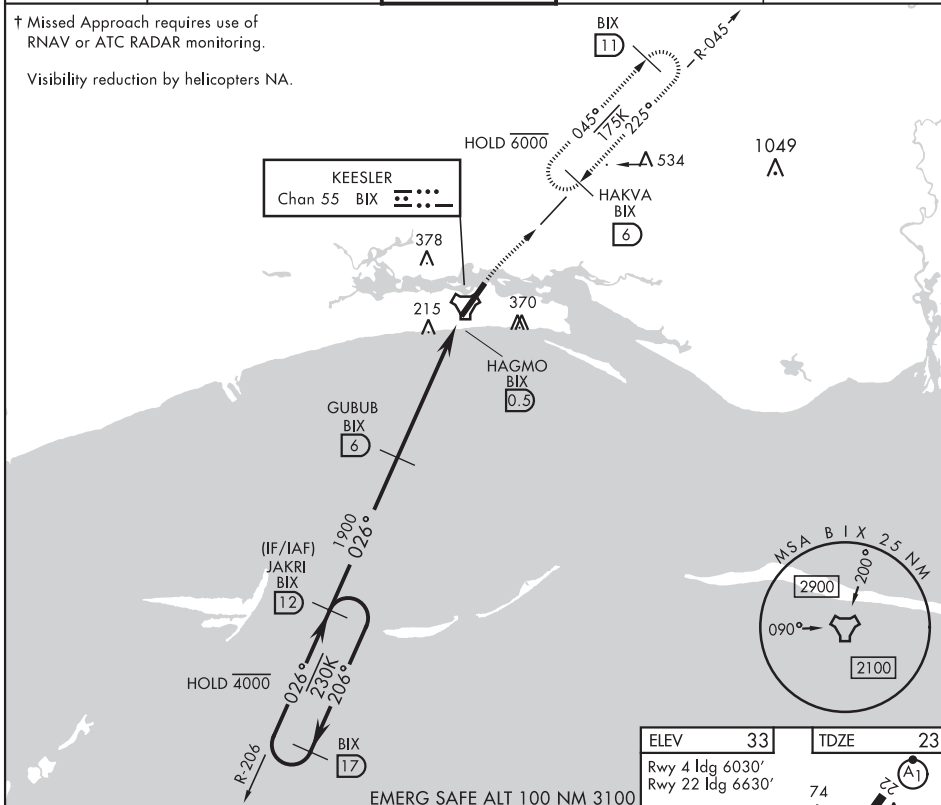 † Missed Approach requires use of
RNAV or ATC RADAR monitoring.
Visibility reduction by helicopters NA.
BIX
11
R-045
045°
175K
225°
HOLD 6000
534
1049
HAKVA
BIX
6
KEESLER
Chan 55 BIX
378
215
370
HAGMO
BIX
0.5
GUBUB
BIX
6
1900
026°
(IF/IAF)
JAKRI
BIX
12
HOLD 4000
026°
230K
206°
BIX
17
R-206
MSA BIX 25 NM
2900
200°
090°
2100
EMERG SAFE ALT 100 NM 3100
ELEV 33
TDZE 23
Rwy 4 ldg 6030'
Rwy 22 ldg 6630'
74
22
A1